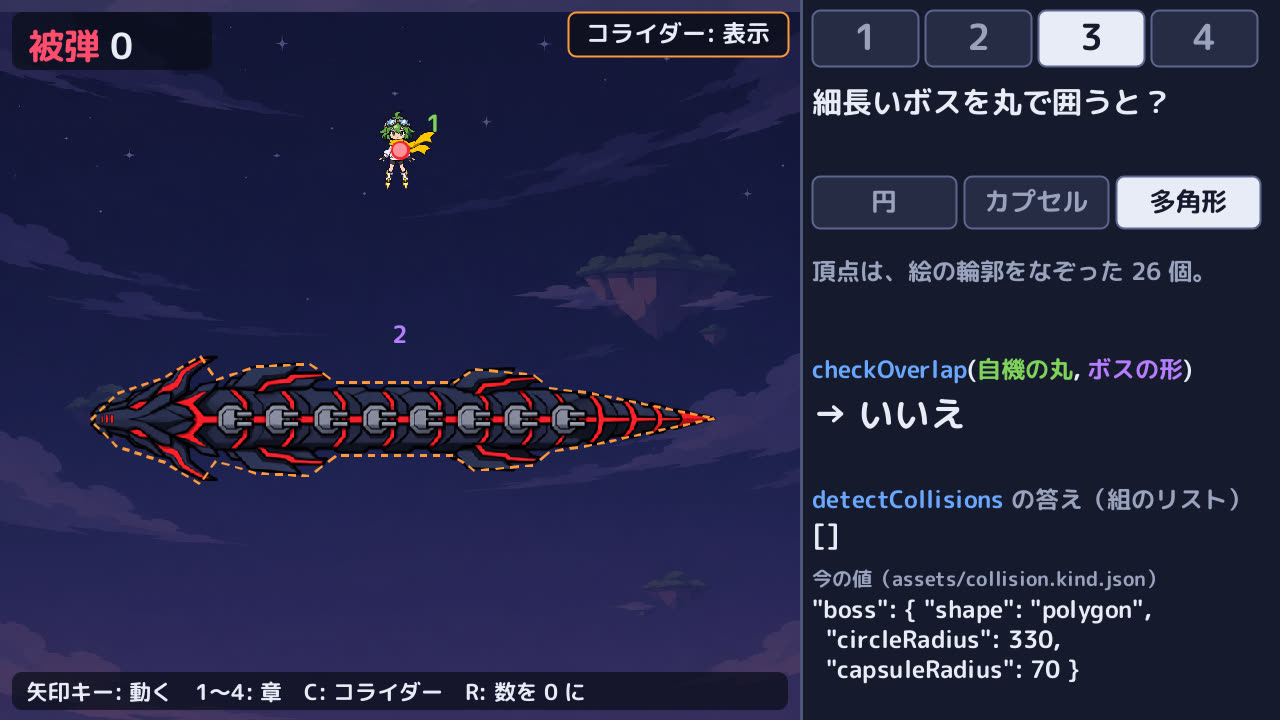 被弾 0
コライダー: 表示
1
2
矢印キー: 動く 1〜4: 章 C: コライダー R: 数を 0 に
1 2 3 4
細長いボスを丸で囲うと？
円 カプセル 多角形
頂点は、絵の輪郭をなぞった 26 個。
checkOverlap(自機の丸, ボスの形)
→ いいえ
detectCollisions の答え（組のリスト）
[]
今の値（assets/collision.kind.json）
"boss": { "shape": "polygon",
"circleRadius": 330,
"capsuleRadius": 70 }